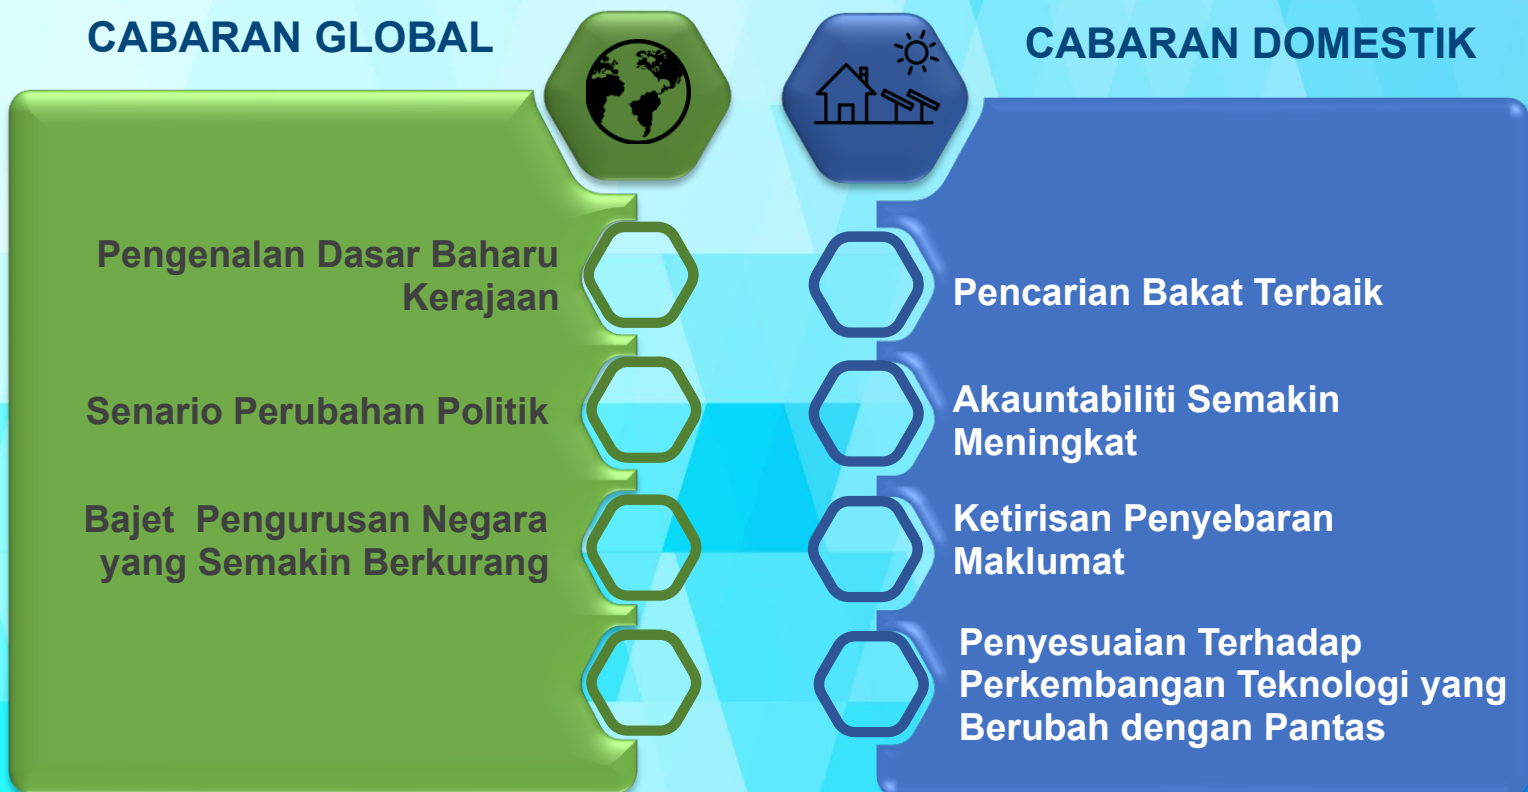 CABARAN GLOBAL
Pengenalan Dasar Baharu
Kerajaan
Senario Perubahan Politik
Bajet  Pengurusan Negara
yang Semakin Berkurang
CABARAN DOMESTIK
Pencarian Bakat Terbaik
Akauntabiliti Semakin
Meningkat
Ketirisan Penyebaran
Maklumat
Penyesuaian Terhadap
Perkembangan Teknologi yang
Berubah dengan Pantas